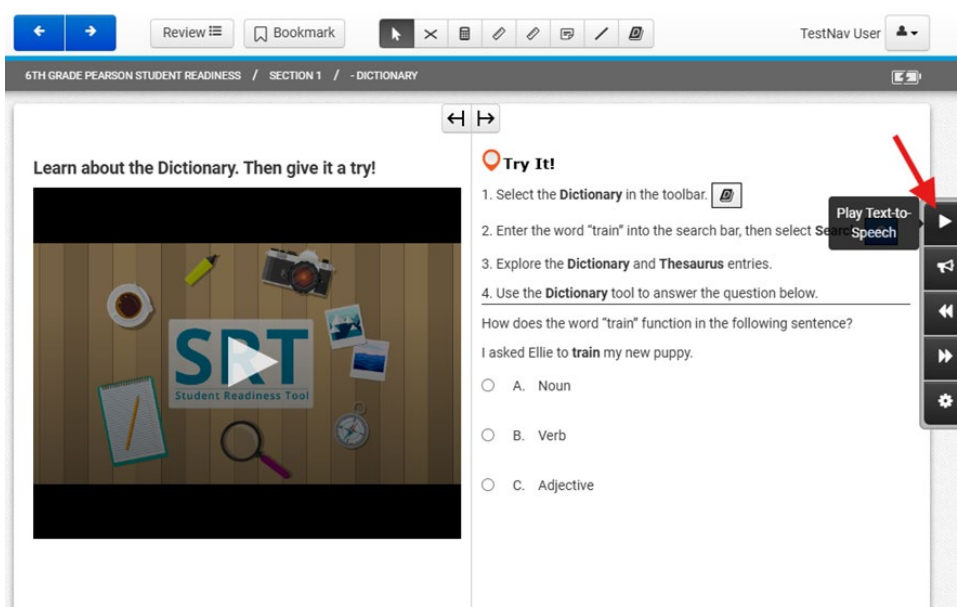 Review
Bookmark
TestNav User
6TH GRADE PEARSON STUDENT READINESS / SECTION 1 / - DICTIONARY
Learn about the Dictionary. Then give it a try!
SRT
Student Readiness Tool
Try It!
1. Select the Dictionary in the toolbar.
2. Enter the word “train” into the search bar, then select
Play Text-to-
Speech
3. Explore the Dictionary and Thesaurus entries.
4. Use the Dictionary tool to answer the question below.
How does the word “train” function in the following sentence?
I asked Ellie to train my new puppy.
A. Noun
B. Verb
C. Adjective